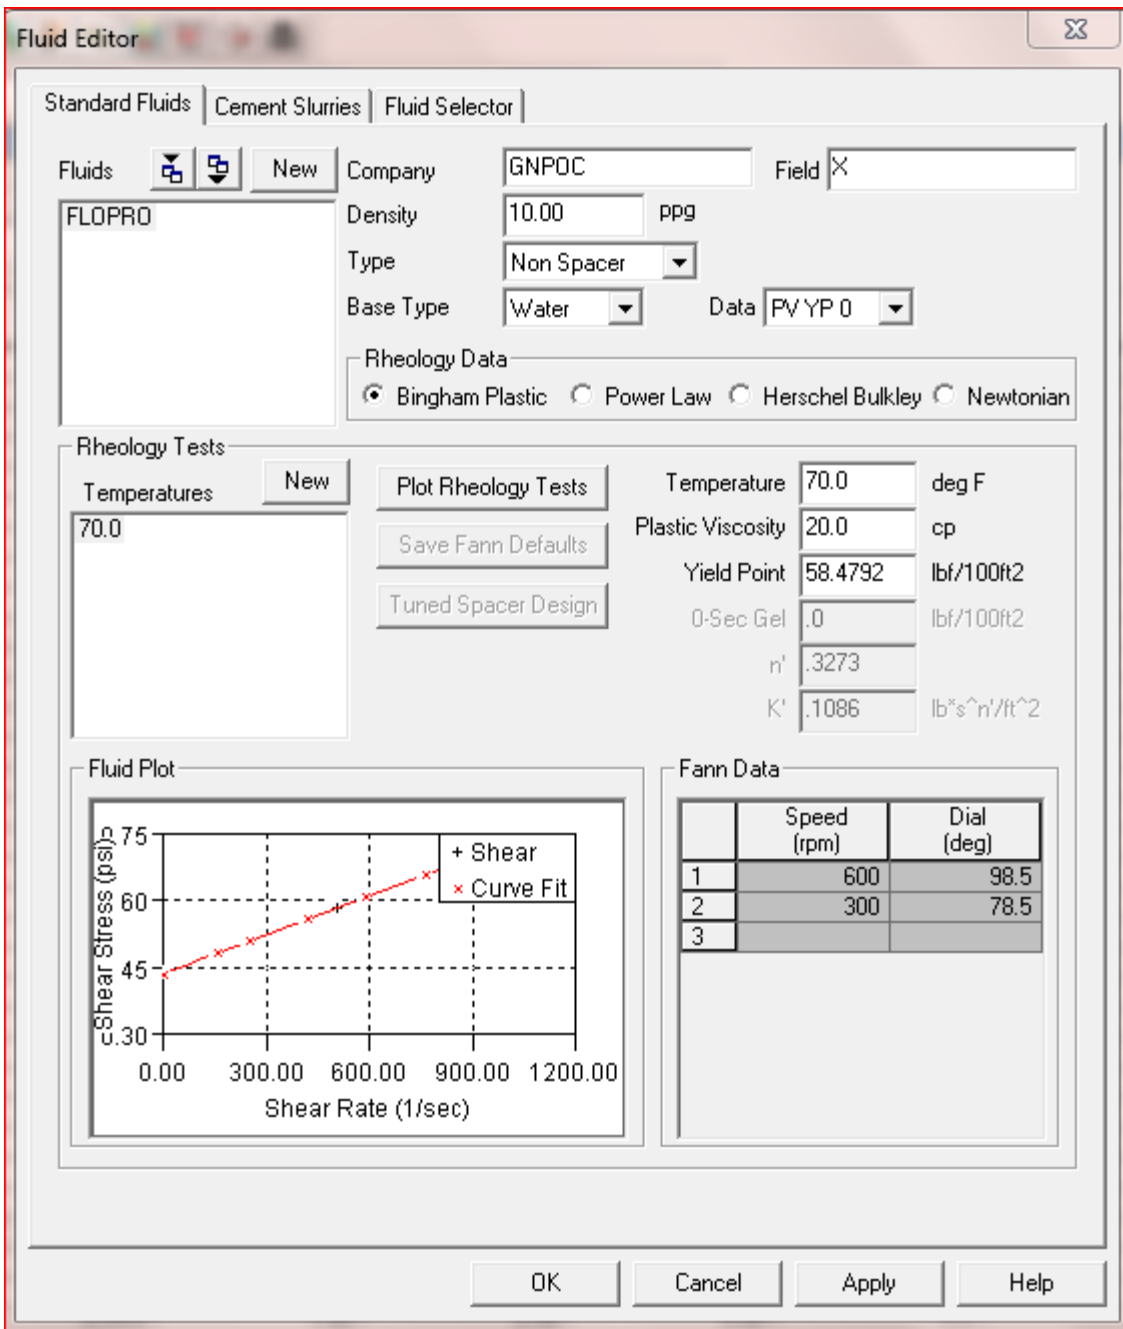 Fluid Editor
Standard Fluids Cement Slurries Fluid Selector
Fluids New Company GNPOC Field X
FLOPRO
Density 10.00 ppg
Type Non Spacer
Base Type Water Data PV YP 0
Rheology Data
Bingham Plastic Power Law Herschel Bulkley Newtonian
Rheology Tests
Temperatures New
70.0
Plot Rheology Tests
Save Fann Defaults
Tuned Spacer Design
Temperature 70.0 deg F
Plastic Viscosity 20.0 cp
Yield Point 58.4792 lbf/100ft2
0-Sec Gel .0 lbf/100ft2
n' .3273
K' .1086 lb*s^n'/ft^2
Fluid Plot
Shear Stress (psi)
75
60
45
30
+ Shear
× Curve Fit
0.00 300.00 600.00 900.00 1200.00
Shear Rate (1/sec)
Fann Data
Speed (rpm) Dial (deg)
1 600 98.5
2 300 78.5
3
OK Cancel Apply Help